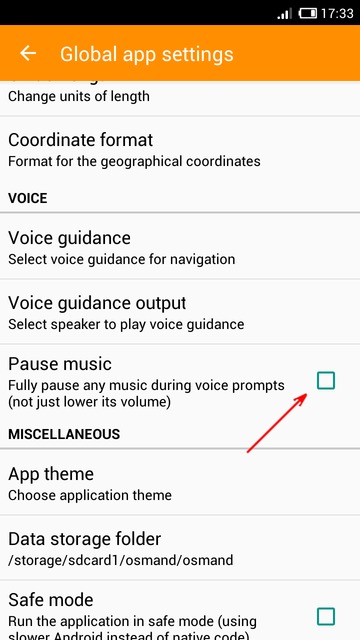 17:33
Global app settings
Change units of length
Coordinate format
Format for the geographical coordinates
VOICE
Voice guidance
Select voice guidance for navigation
Voice guidance output
Select speaker to play voice guidance
Pause music
Fully pause any music during voice prompts
(not just lower its volume)
MISCELLANEOUS
App theme
Choose application theme
Data storage folder
/storage/sdcard1/osmand/osmand
Safe mode
Run the application in safe mode (using
slower Android instead of native code)